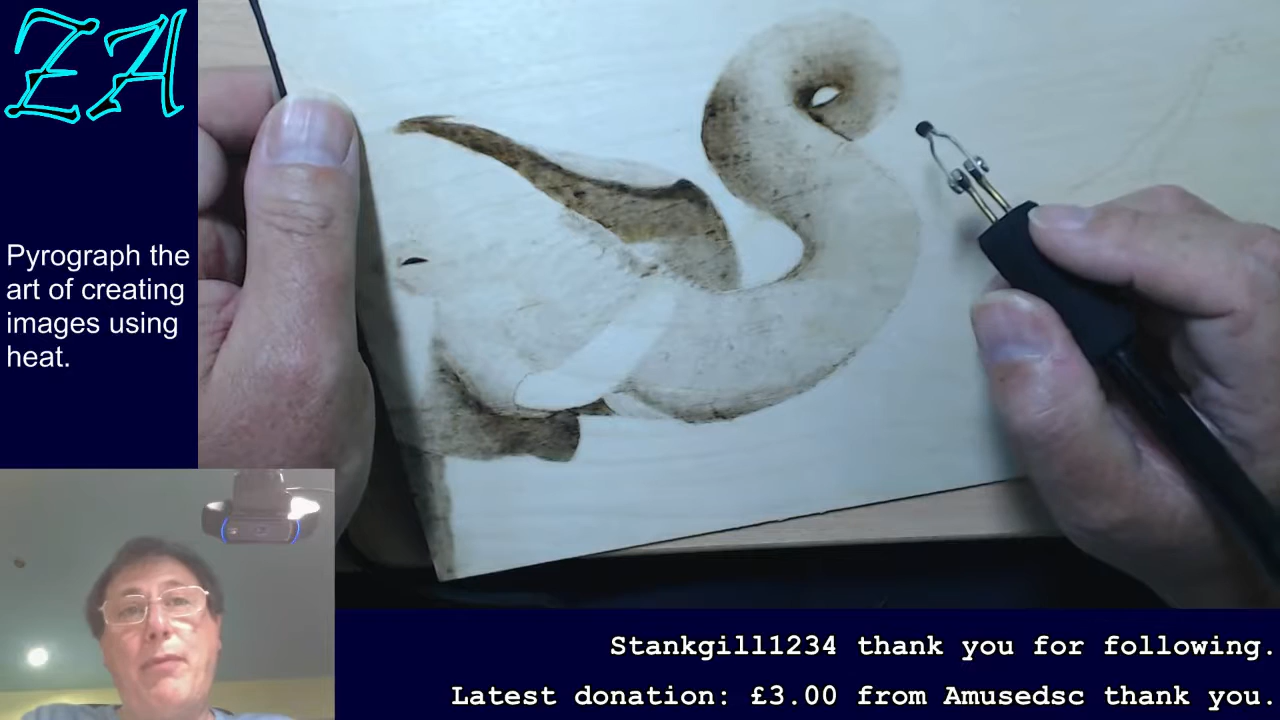 ZA
Pyrograph the
art of creating
images using
heat.
Stankgill1234 thank you for following.
Latest donation: £3.00 from Amusedsc thank you.